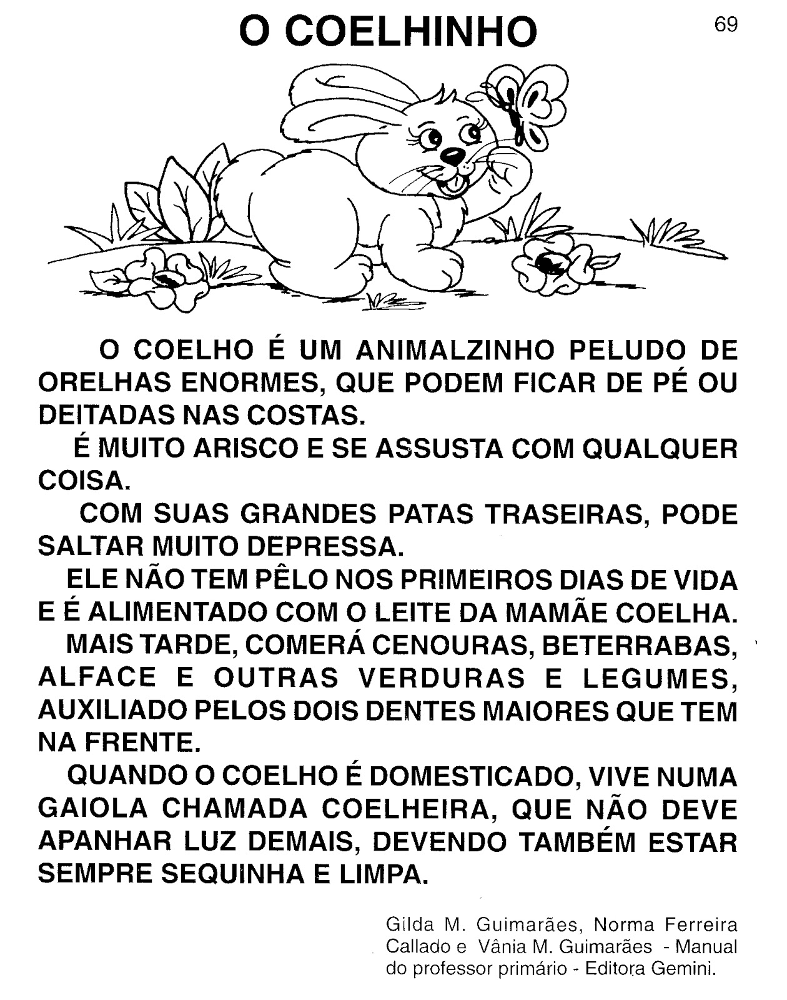 O COELHINHO
69
O COELHO É UM ANIMALZINHO PELUDO DE
ORELHAS ENORMES, QUE PODEM FICAR DE PÉ OU
DEITADAS NAS COSTAS.
É MUITO ARISCO E SE ASSUSTA COM QUALQUER
COISA.
COM SUAS GRANDES PATAS TRASEIRAS, PODE
SALTAR MUITO DEPRESSA.
ELE NÃO TEM PÊLO NOS PRIMEIROS DIAS DE VIDA
E É ALIMENTADO COM O LEITE DA MAMÃE COELHA.
MAIS TARDE, COMERÁ CENOURAS, BETERRABAS,
ALFACE E OUTRAS VERDURAS E LEGUMES,
AUXILIADO PELOS DOIS DENTES MAIORES QUE TEM
NA FRENTE.
QUANDO O COELHO É DOMESTICADO, VIVE NUMA
GAIOLA CHAMADA COELHEIRA, QUE NÃO DEVE
APANHAR LUZ DEMAIS, DEVENDO TAMBÉM ESTAR
SEMPRE SEQUINHA E LIMPA.
Gilda M. Guimarães, Norma Ferreira
Callado e Vânia M. Guimarães - Manual
do professor primário - Editora Gemini.